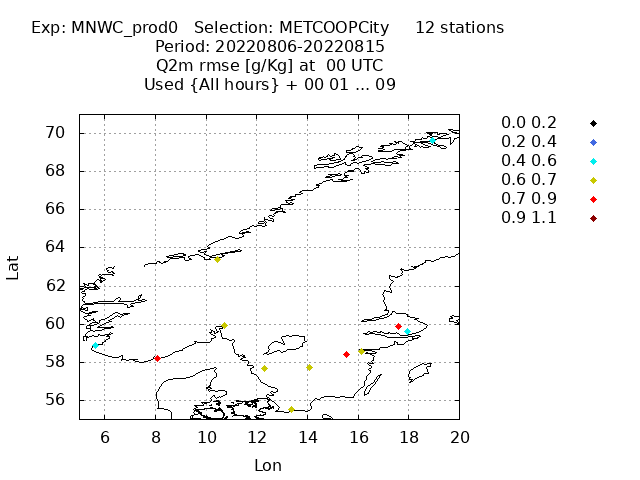 Exp: MNWC_prod0 Selection: METCOOPCity 12 stations
Period: 20220806-20220815
Q2m rmse [g/Kg] at 00 UTC
Used {All hours} + 00 01 ... 09
0.0 0.2
0.2 0.4
0.4 0.6
0.6 0.7
0.7 0.9
0.9 1.1
Lat
70
68
66
64
62
60
58
56
6 8 10 12 14 16 18 20
Lon